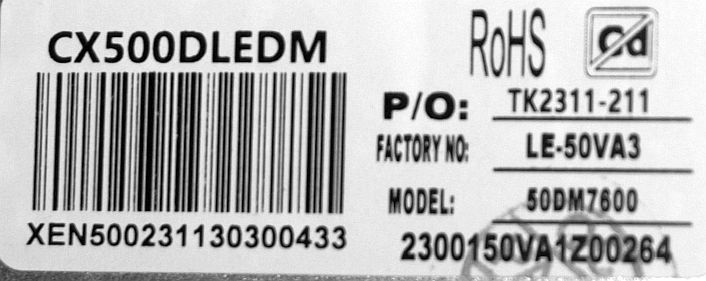 CX500DLEDM
XEN500231130300433
RoHS Cd
P/O: TK2311-211
FACTORY NO: LE-50VA3
MODEL: 50DM7600
2300150VA1Z00264